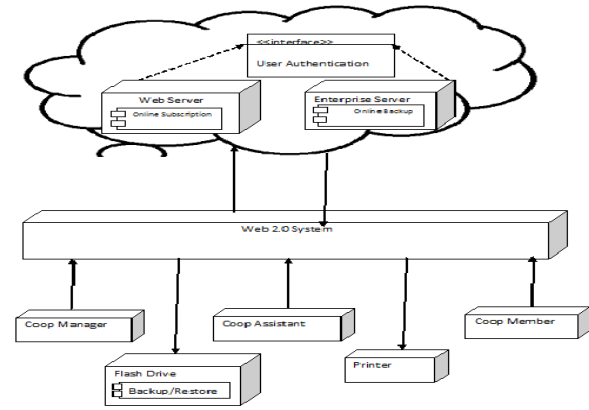 <<interface>>
User Authentication
Web Server
Online Subscription
Enterprise Server
Online Backup
Web 2.0 System
Coop Manager
Coop Assistant
Coop Member
Flash Drive
Backup/Restore
Printer